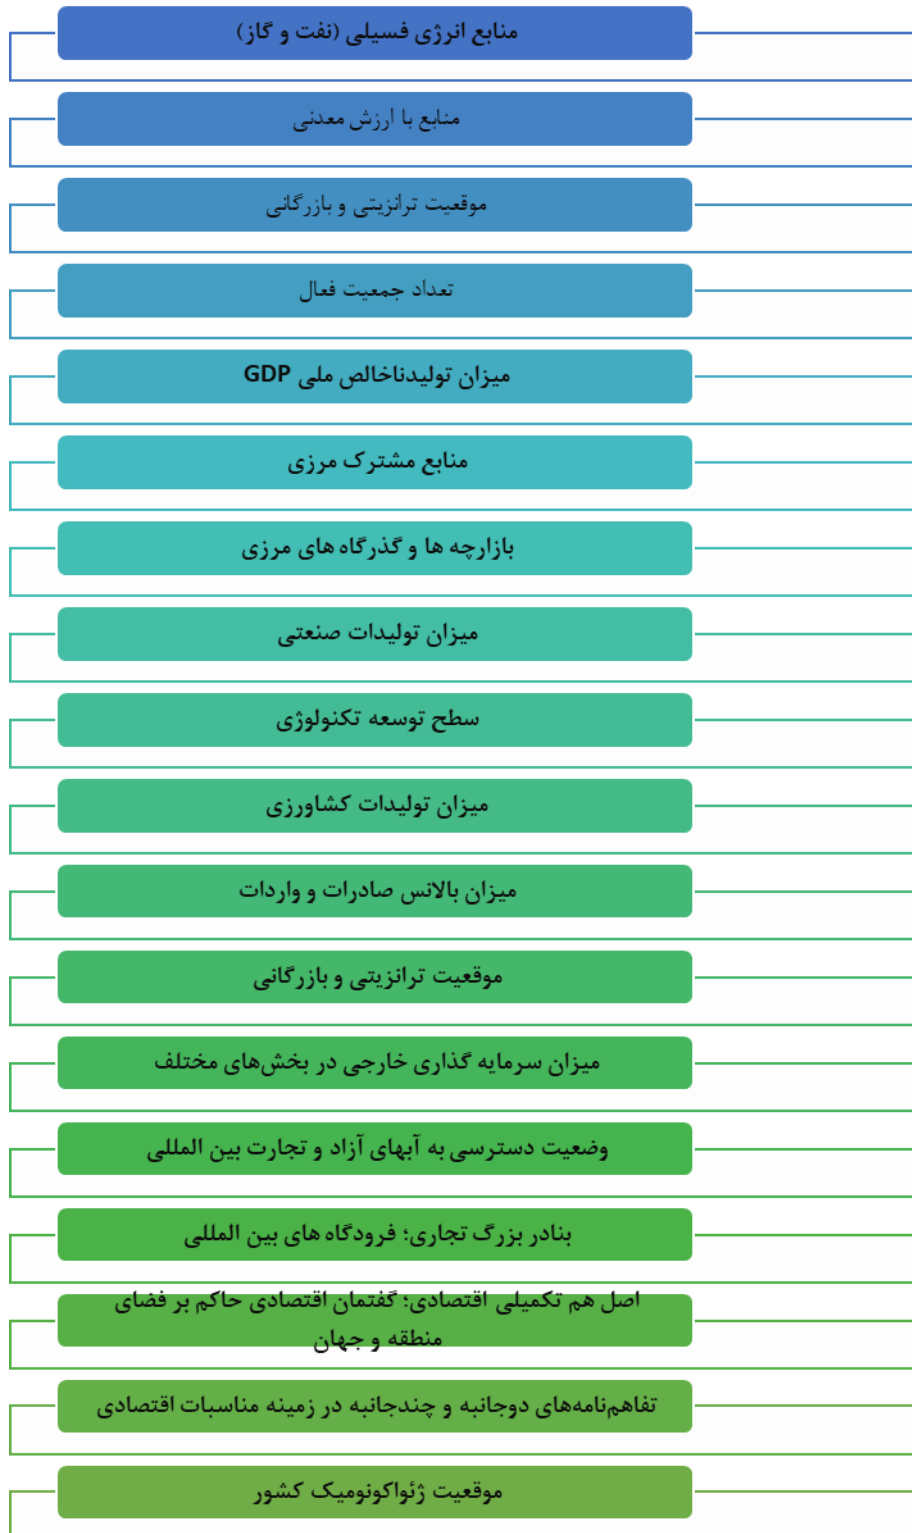 منابع انرژی فسیلی (نفت و گاز)
منابع با ارزش معدنی
موقعیت ترانزیتی و بازرگانی
تعداد جمعیت فعال
میزان تولیدناخالص ملی GDP
منابع مشترک مرزی
بازارچه ها و گذرگاه های مرزی
میزان تولیدات صنعتی
سطح توسعه تکنولوژی
میزان تولیدات کشاورزی
میزان بالانس صادرات و واردات
موقعیت ترانزیتی و بازرگانی
میزان سرمایه گذاری خارجی در بخش‌های مختلف
وضعیت دسترسی به آبهای آزاد و تجارت بین المللی
بنادر بزرگ تجاری؛ فرودگاه های بین المللی
اصل هم تکمیلی اقتصادی؛ گفتمان اقتصادی حاکم بر فضای
منطقه و جهان
تفاهم‌نامه‌های دوجانبه و چندجانبه در زمینه مناسبات اقتصادی
موقعیت ژئواکونومیک کشور